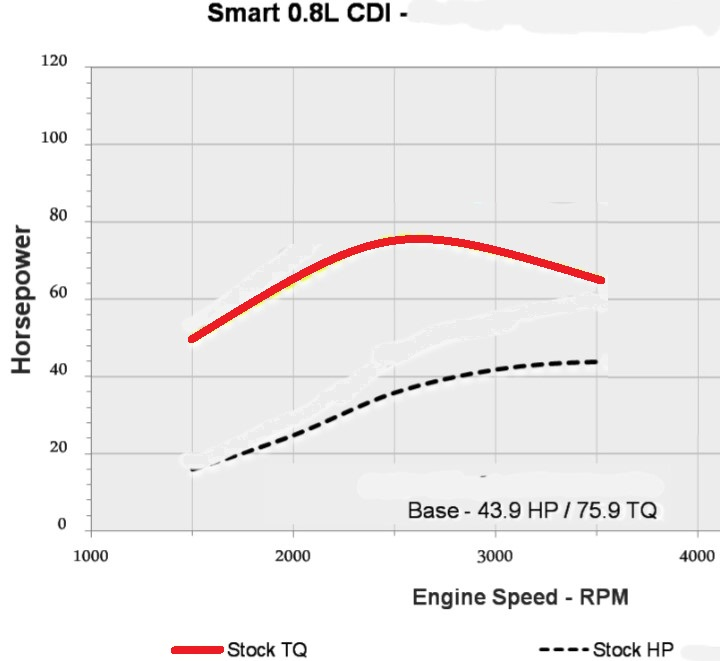 Smart 0.8L CDI -
120
100
80
60
40
20
0
Horsepower
Base - 43.9 HP / 75.9 TQ
1000 2000 3000 4000
Engine Speed - RPM
Stock TQ Stock HP